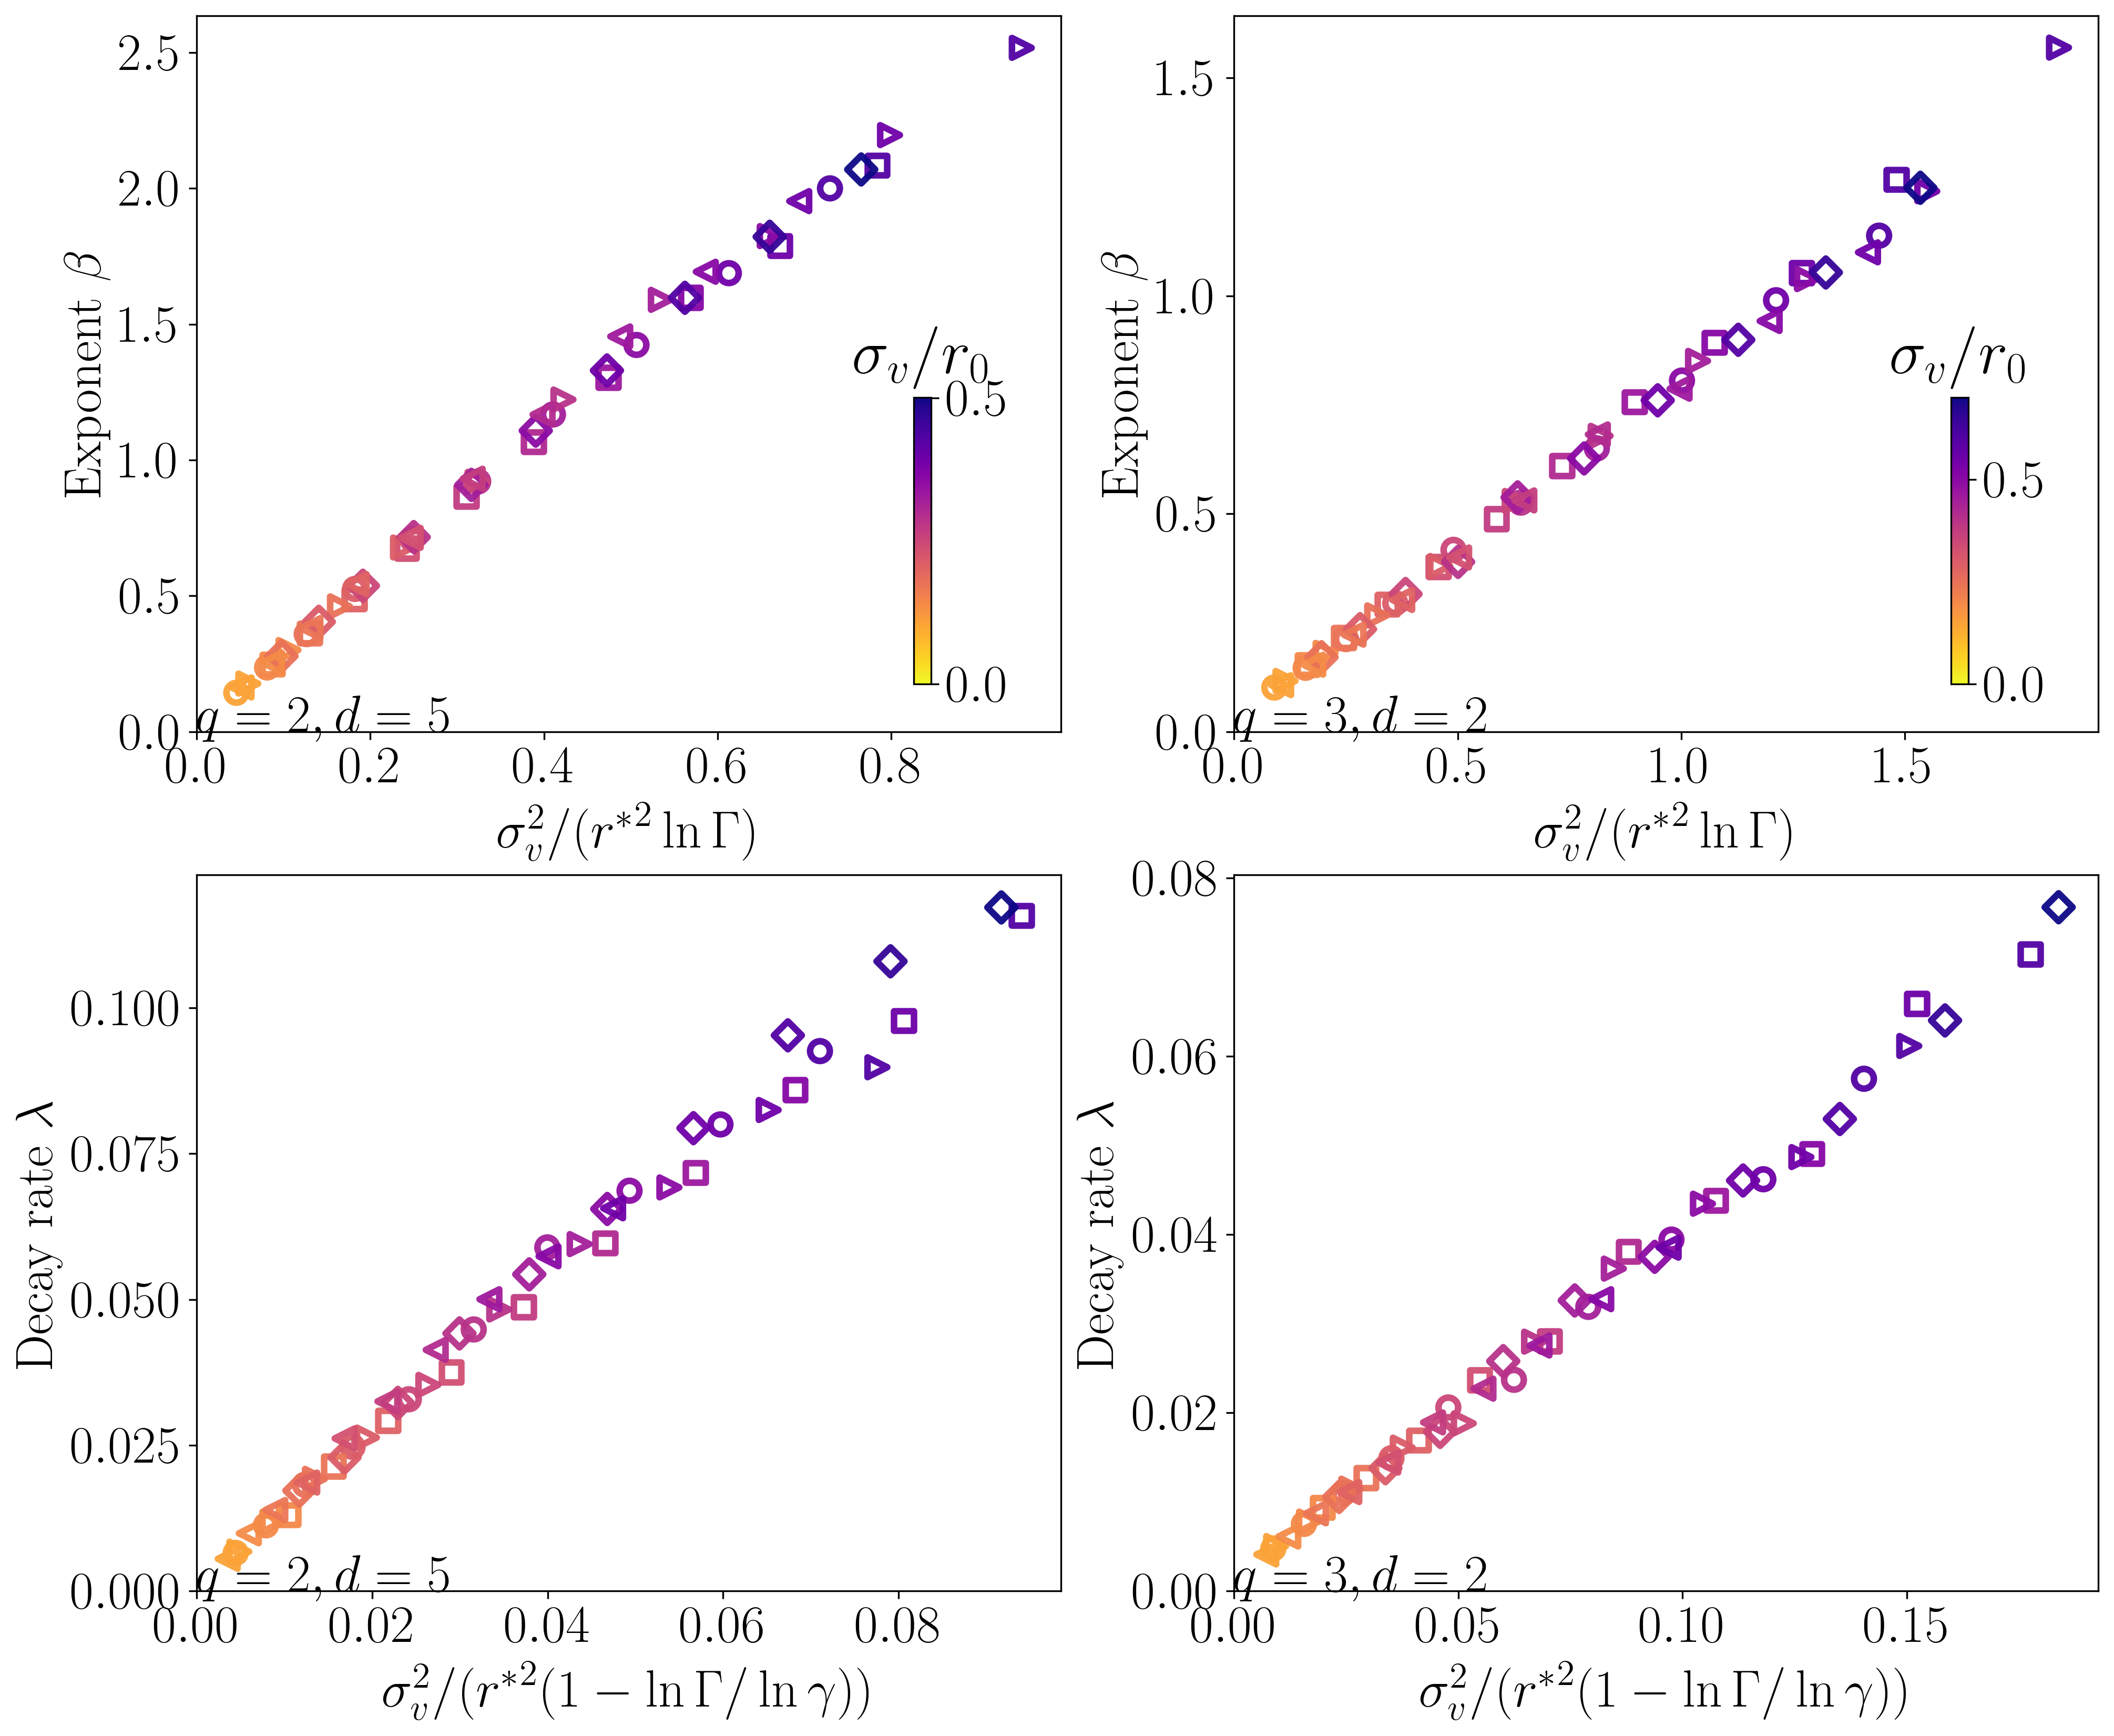 2.5
2.0
1.5
1.0
0.5
0.0
Exponent β
σ_v/r_0
0.5
0.0
q = 2, d = 5
0.0 0.2 0.4 0.6 0.8
σ_v^2/(r^{*2} ln Γ)
1.5
1.0
0.5
0.0
Exponent β
σ_v/r_0
0.5
0.0
q = 3, d = 2
0.0 0.5 1.0 1.5
σ_v^2/(r^{*2} ln Γ)
0.100
0.075
0.050
0.025
0.000
Decay rate λ
q = 2, d = 5
0.00 0.02 0.04 0.06 0.08
σ_v^2/(r^{*2}(1 − ln Γ/ ln γ))
0.08
0.06
0.04
0.02
0.00
Decay rate λ
q = 3, d = 2
0.00 0.05 0.10 0.15
σ_v^2/(r^{*2}(1 − ln Γ/ ln γ))